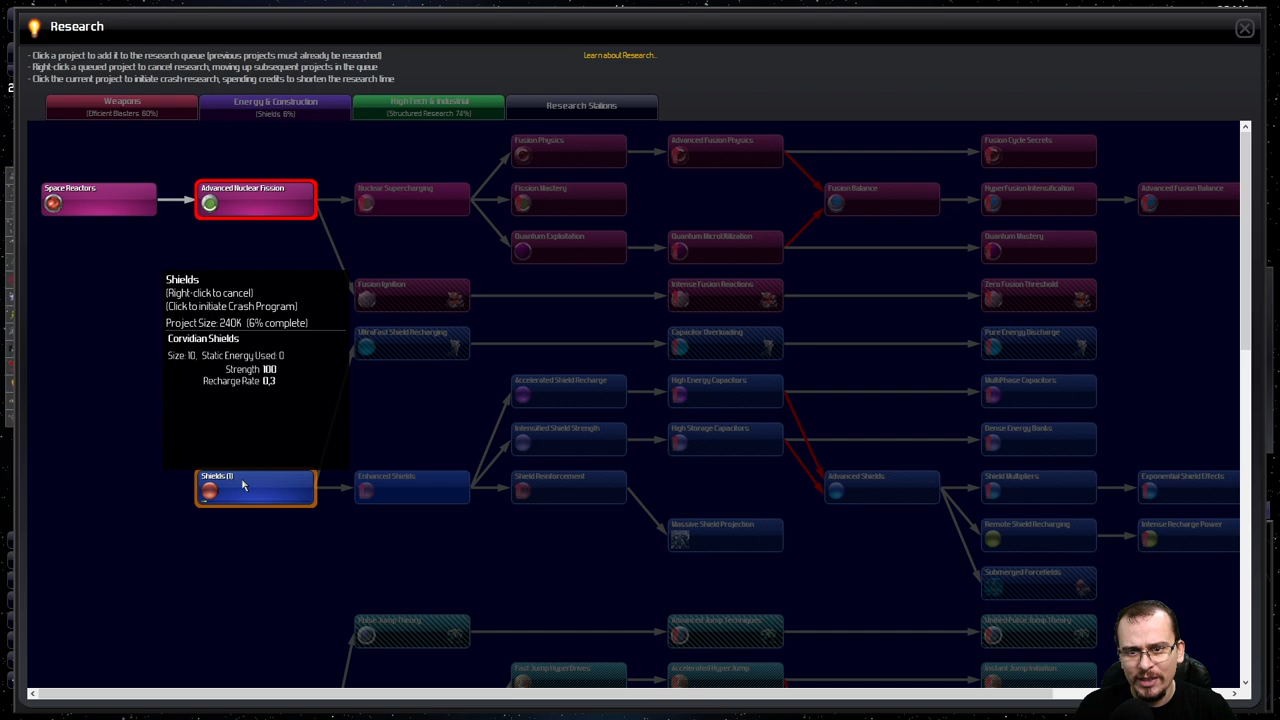 Research
- Click a project to add it to the research queue (previous projects must already be researched)
Learn about Research...
- Right-click a queued project to cancel research, moving up subsequent projects in the queue
- Click the current project to initiate crash-research, spending credits to shorten the research time
Weapons
(Efficient Blasters 60%)
Energy & Construction
(Shields 6%)
HighTech & Industrial
(Structured Research 74%)
Research Stations
Fusion Physics
Advanced Fusion Physics
Fusion Cycle Secrets
Space Reactors
Advanced Nuclear Fission
Nuclear Supercharging
Fission Mastery
Fusion Balance
HyperFusion Intensification
Advanced Fusion Balance
Quantum Exploitation
Quantum MicroUtilization
Quantum Mastery
Shields
(Right-click to cancel)
(Click to initiate Crash Program)
Project Size: 240K (6% complete)
Corvidian Shields
Size: 10, Static Energy Used: 0
Strength 100
Recharge Rate 0,3
Fusion Ignition
Intense Fusion Reactions
Zero Fusion Threshold
UltraFast Shield Recharging
Capacitor Overloading
Pure Energy Discharge
Accelerated Shield Recharge
High Energy Capacitors
MultiPhase Capacitors
Intensified Shield Strength
High Storage Capacitors
Dense Energy Banks
Shields (1)
Enhanced Shields
Shield Reinforcement
Advanced Shields
Shield Multipliers
Exponential Shield Effects
Massive Shield Projection
Remote Shield Recharging
Intense Recharge Power
Submerged Forcefields
Pulse Jump Theory
Advanced Jump Techniques
Unified Pulse Jump Theory
Fast Jump HyperDrives
Accelerated HyperJump
Instant Jump Initiation